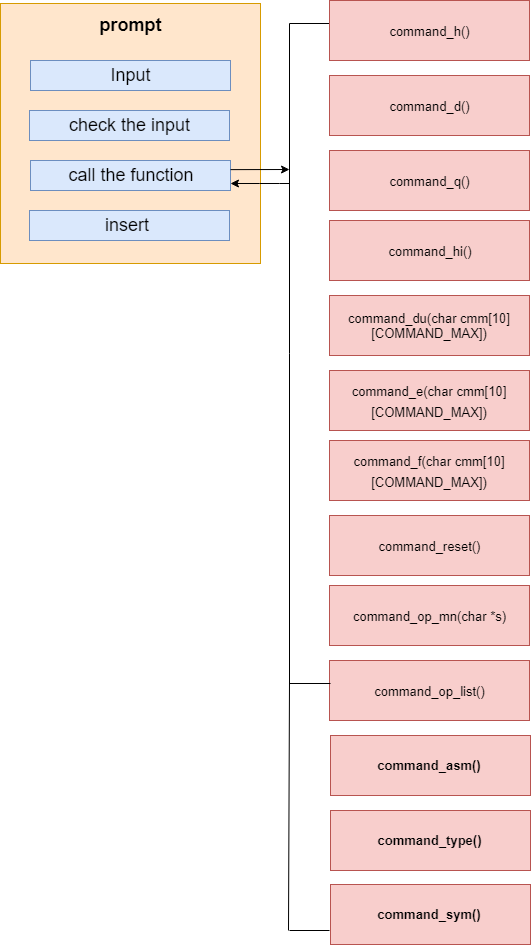 prompt
Input
check the input
call the function
insert
command_h()
command_d()
command_q()
command_hi()
command_du(char cmm[10]
[COMMAND_MAX])
command_e(char cmm[10]
[COMMAND_MAX])
command_f(char cmm[10]
[COMMAND_MAX])
command_reset()
command_op_mn(char *s)
command_op_list()
command_asm()
command_type()
command_sym()